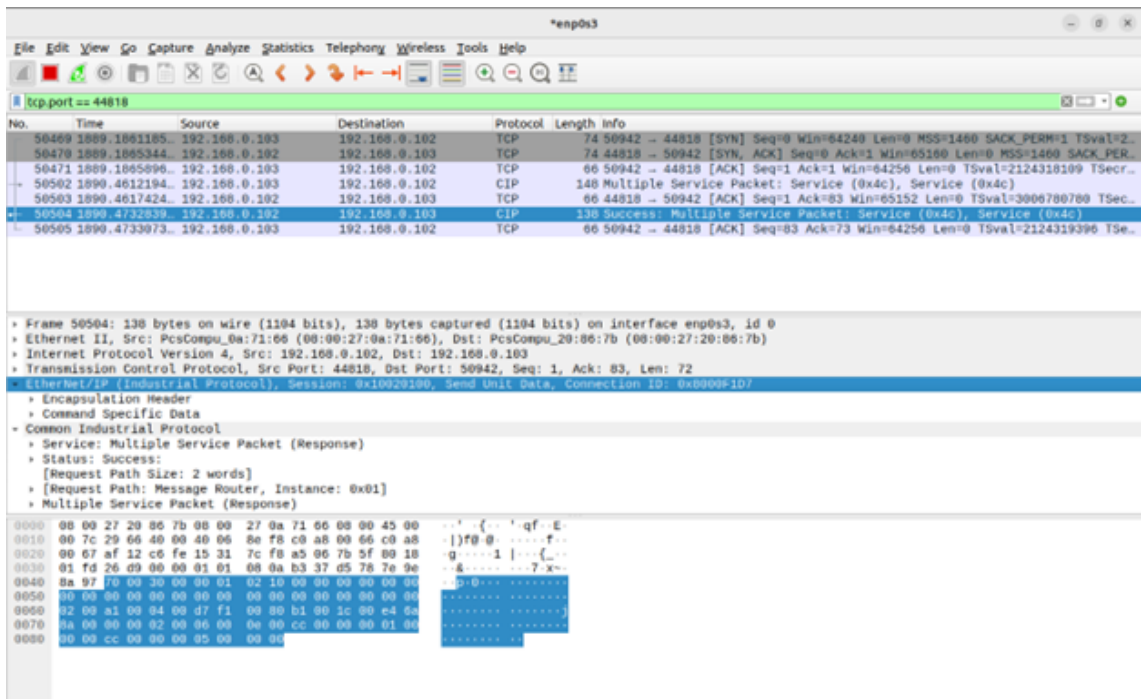 *enp0s3
File Edit View Go Capture Analyze Statistics Telephony Wireless Tools Help
tcp.port == 44818
No. Time Source Destination Protocol Length Info
50469 1889.1861185… 192.168.0.103 192.168.0.102 TCP 74 50942 → 44818 [SYN] Seq=0 Win=64240 Len=0 MSS=1460 SACK_PERM=1 TSval=2…
50470 1889.1865344… 192.168.0.102 192.168.0.103 TCP 74 44818 → 50942 [SYN, ACK] Seq=0 Ack=1 Win=65160 Len=0 MSS=1460 SACK_PER…
50471 1889.1865896… 192.168.0.103 192.168.0.102 TCP 66 50942 → 44818 [ACK] Seq=1 Ack=1 Win=64256 Len=0 TSval=2124318109 TSecr…
50502 1890.4612194… 192.168.0.103 192.168.0.102 CIP 148 Multiple Service Packet: Service (0x4c), Service (0x4c)
50503 1890.4617424… 192.168.0.102 192.168.0.103 TCP 66 44818 → 50942 [ACK] Seq=1 Ack=83 Win=65152 Len=0 TSval=3006780780 TSec…
50504 1890.4732839… 192.168.0.102 192.168.0.103 CIP 138 Success: Multiple Service Packet: Service (0x4c), Service (0x4c)
50505 1890.4733073… 192.168.0.103 192.168.0.102 TCP 66 50942 → 44818 [ACK] Seq=83 Ack=73 Win=64256 Len=0 TSval=2124319396 TSe…
Frame 50504: 138 bytes on wire (1104 bits), 138 bytes captured (1104 bits) on interface enp0s3, id 0
Ethernet II, Src: PcsCompu_0a:71:66 (08:00:27:0a:71:66), Dst: PcsCompu_20:86:7b (08:00:27:20:86:7b)
Internet Protocol Version 4, Src: 192.168.0.102, Dst: 192.168.0.103
Transmission Control Protocol, Src Port: 44818, Dst Port: 50942, Seq: 1, Ack: 83, Len: 72
EtherNet/IP (Industrial Protocol), Session: 0x10020100, Send Unit Data, Connection ID: 0x8000F1D7
Encapsulation Header
Command Specific Data
Common Industrial Protocol
Service: Multiple Service Packet (Response)
Status: Success:
[Request Path Size: 2 words]
[Request Path: Message Router, Instance: 0x01]
Multiple Service Packet (Response)
0000 08 00 27 20 86 7b 08 00 27 0a 71 66 08 00 45 00 ··' ·{·· '·qf··E·
0010 00 7c 29 66 40 00 40 06 8e f8 c0 a8 00 66 c0 a8 ·|)f@·@· ·····f··
0020 00 67 af 12 c6 fe 15 31 7c f8 a5 06 7b 5f 80 18 ·g·····1 |···{_··
0030 01 fd 26 d9 00 00 01 01 08 0a b3 37 d5 78 7e 9e ··&····· ···7·x~·
0040 8a 97 70 00 30 00 00 01 02 10 00 00 00 00 00 00 ··p·0··· ········
0050 00 00 00 00 00 00 00 00 00 00 00 00 00 00 00 00 ········ ········
0060 02 00 a1 00 04 00 d7 f1 00 80 b1 00 1c 00 e4 6a ········ ·······j
0070 8a 00 00 00 02 00 06 00 0e 00 cc 00 00 00 01 00 ········ ········
0080 00 00 cc 00 00 00 05 00 00 00 ········ ··